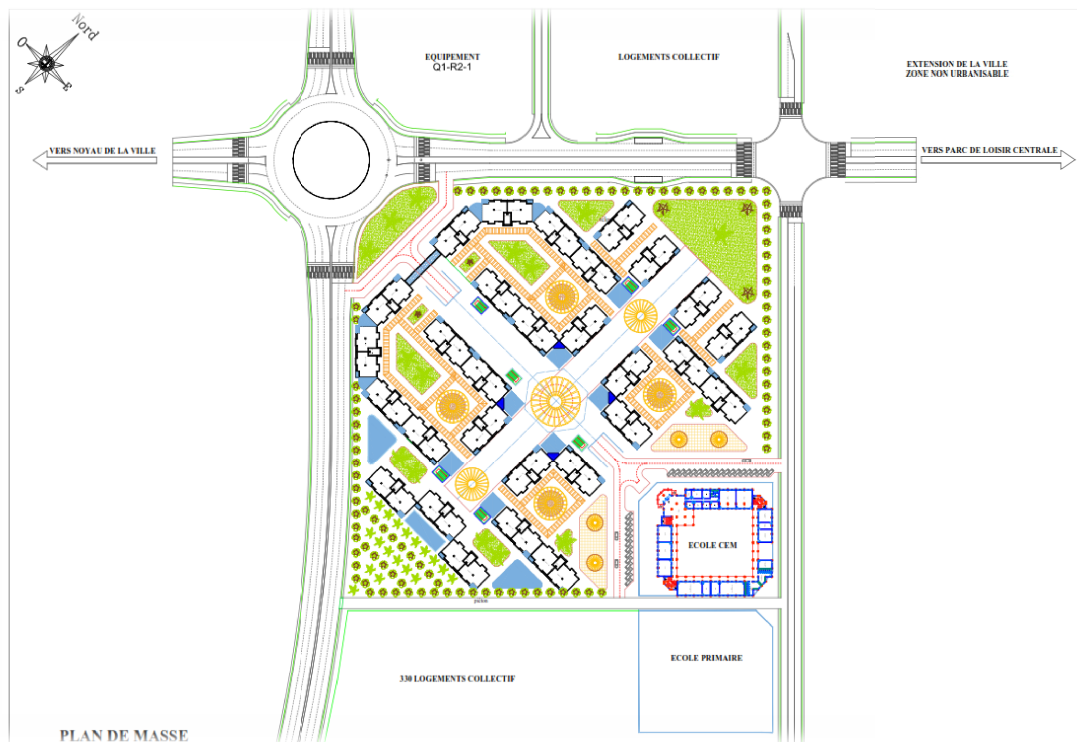 Nord
O
S
E
EQUIPEMENT
Q1-R2-1
LOGEMENTS COLLECTIF
EXTENSION DE LA VILLE
ZONE NON URBANISABLE
VERS NOYAU DE LA VILLE
VERS PARC DE LOISIR CENTRALE
ECOLE CEM
ECOLE PRIMAIRE
330 LOGEMENTS COLLECTIF
PLAN DE MASSE